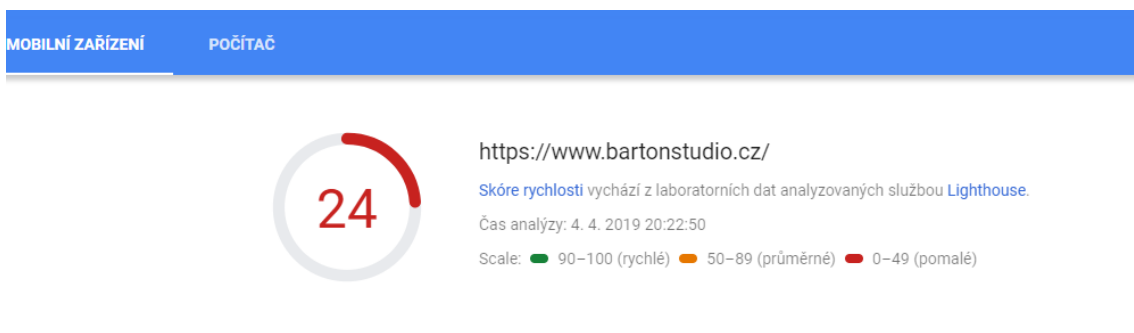 MOBILNÍ ZAŘÍZENÍ POČÍTAČ
24
https://www.bartonstudio.cz/
Skóre rychlosti vychází z laboratorních dat analyzovaných službou Lighthouse.
Čas analýzy: 4. 4. 2019 20:22:50
Scale: 90–100 (rychlé) 50–89 (průměrné) 0–49 (pomalé)